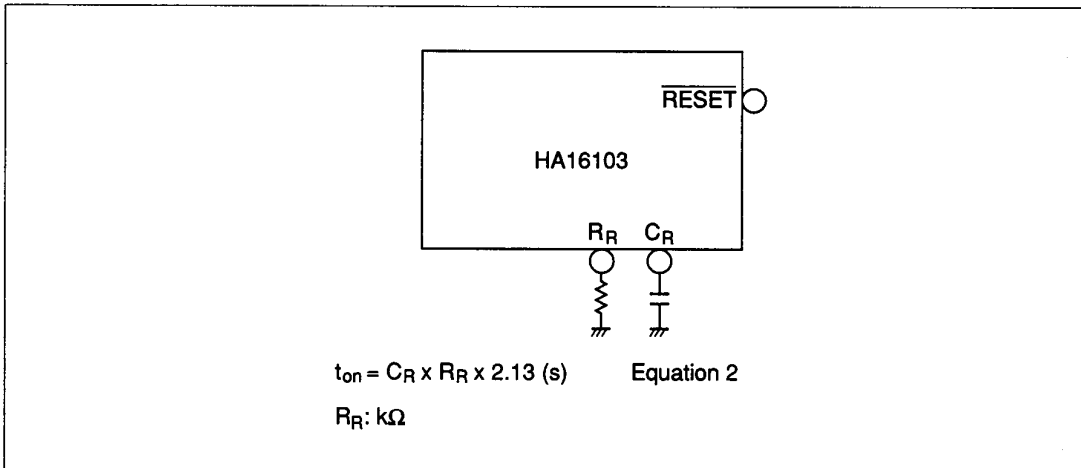 RESET
HA16103
RR CR
ton = CR x RR x 2.13 (s) Equation 2
RR: kΩ